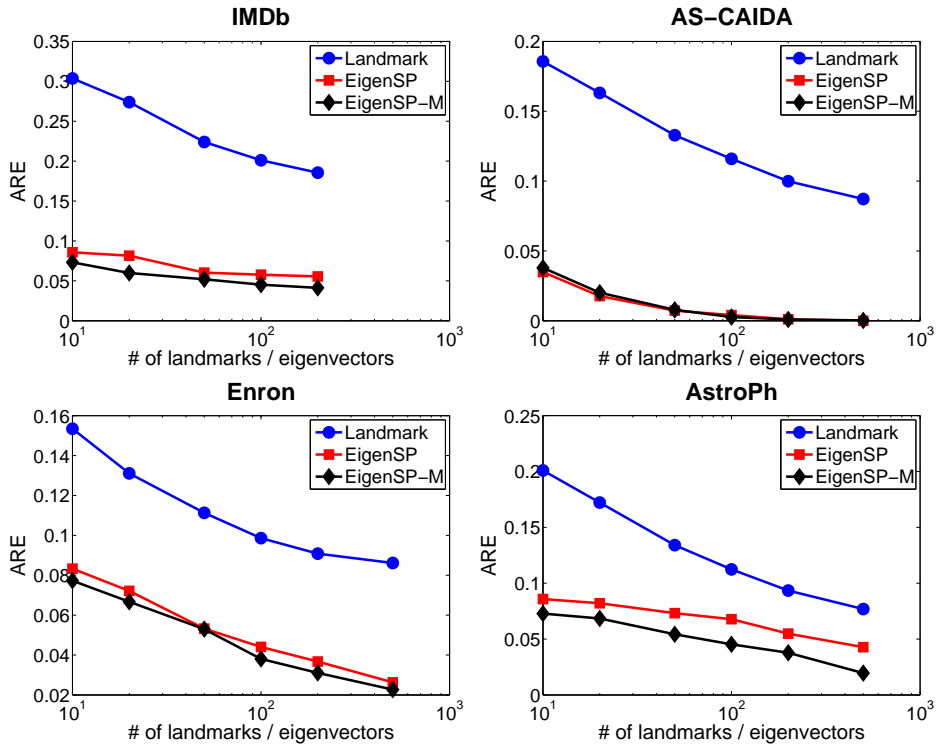 IMDb
0.35
0.3
0.25
0.2
0.15
0.1
0.05
0
ARE
10^1
10^2
10^3
# of landmarks / eigenvectors
Landmark
EigenSP
EigenSP−M
AS−CAIDA
0.2
0.15
0.1
0.05
0
ARE
10^1
10^2
10^3
# of landmarks / eigenvectors
Landmark
EigenSP
EigenSP−M
Enron
0.16
0.14
0.12
0.1
0.08
0.06
0.04
0.02
ARE
10^1
10^2
10^3
# of landmarks / eigenvectors
Landmark
EigenSP
EigenSP−M
AstroPh
0.25
0.2
0.15
0.1
0.05
0
ARE
10^1
10^2
10^3
# of landmarks / eigenvectors
Landmark
EigenSP
EigenSP−M